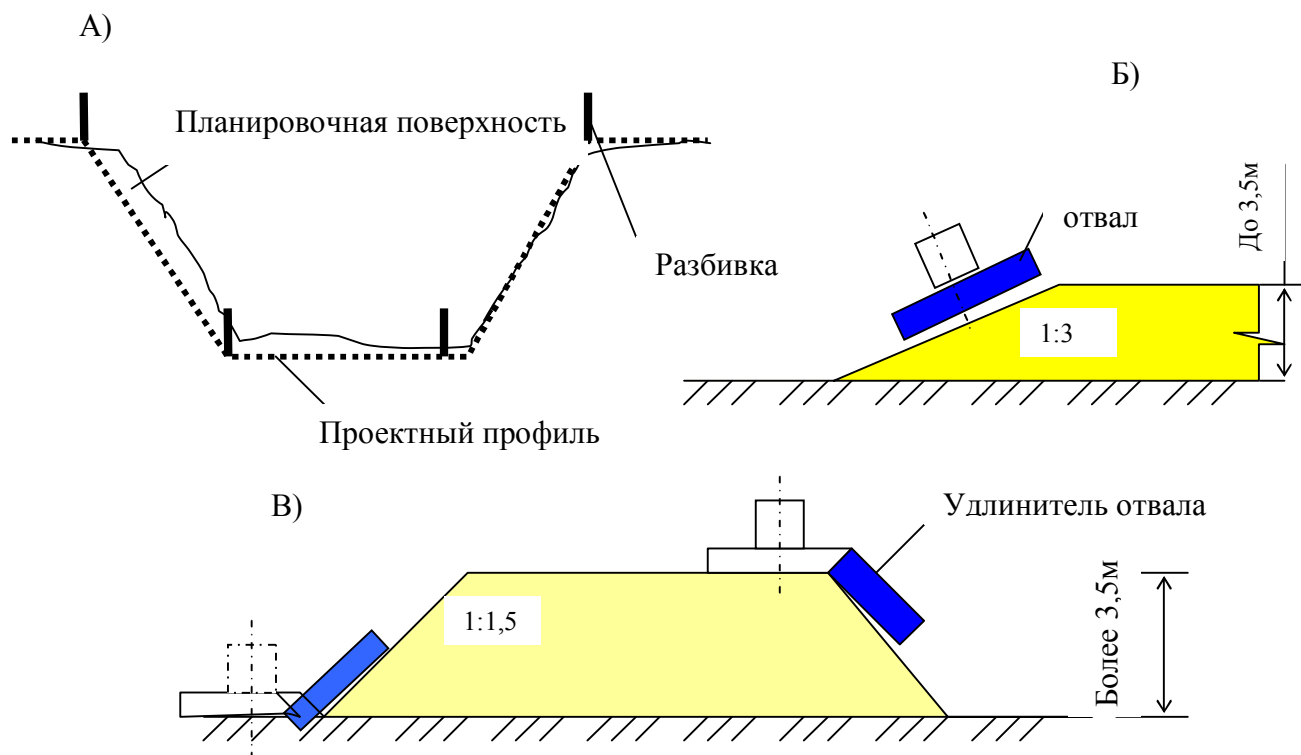 А)
Б)
Планировочная поверхность
До 3,5м
отвал
Разбивка
1:3
Проектный профиль
В)
Удлинитель отвала
1:1,5
Более 3,5м